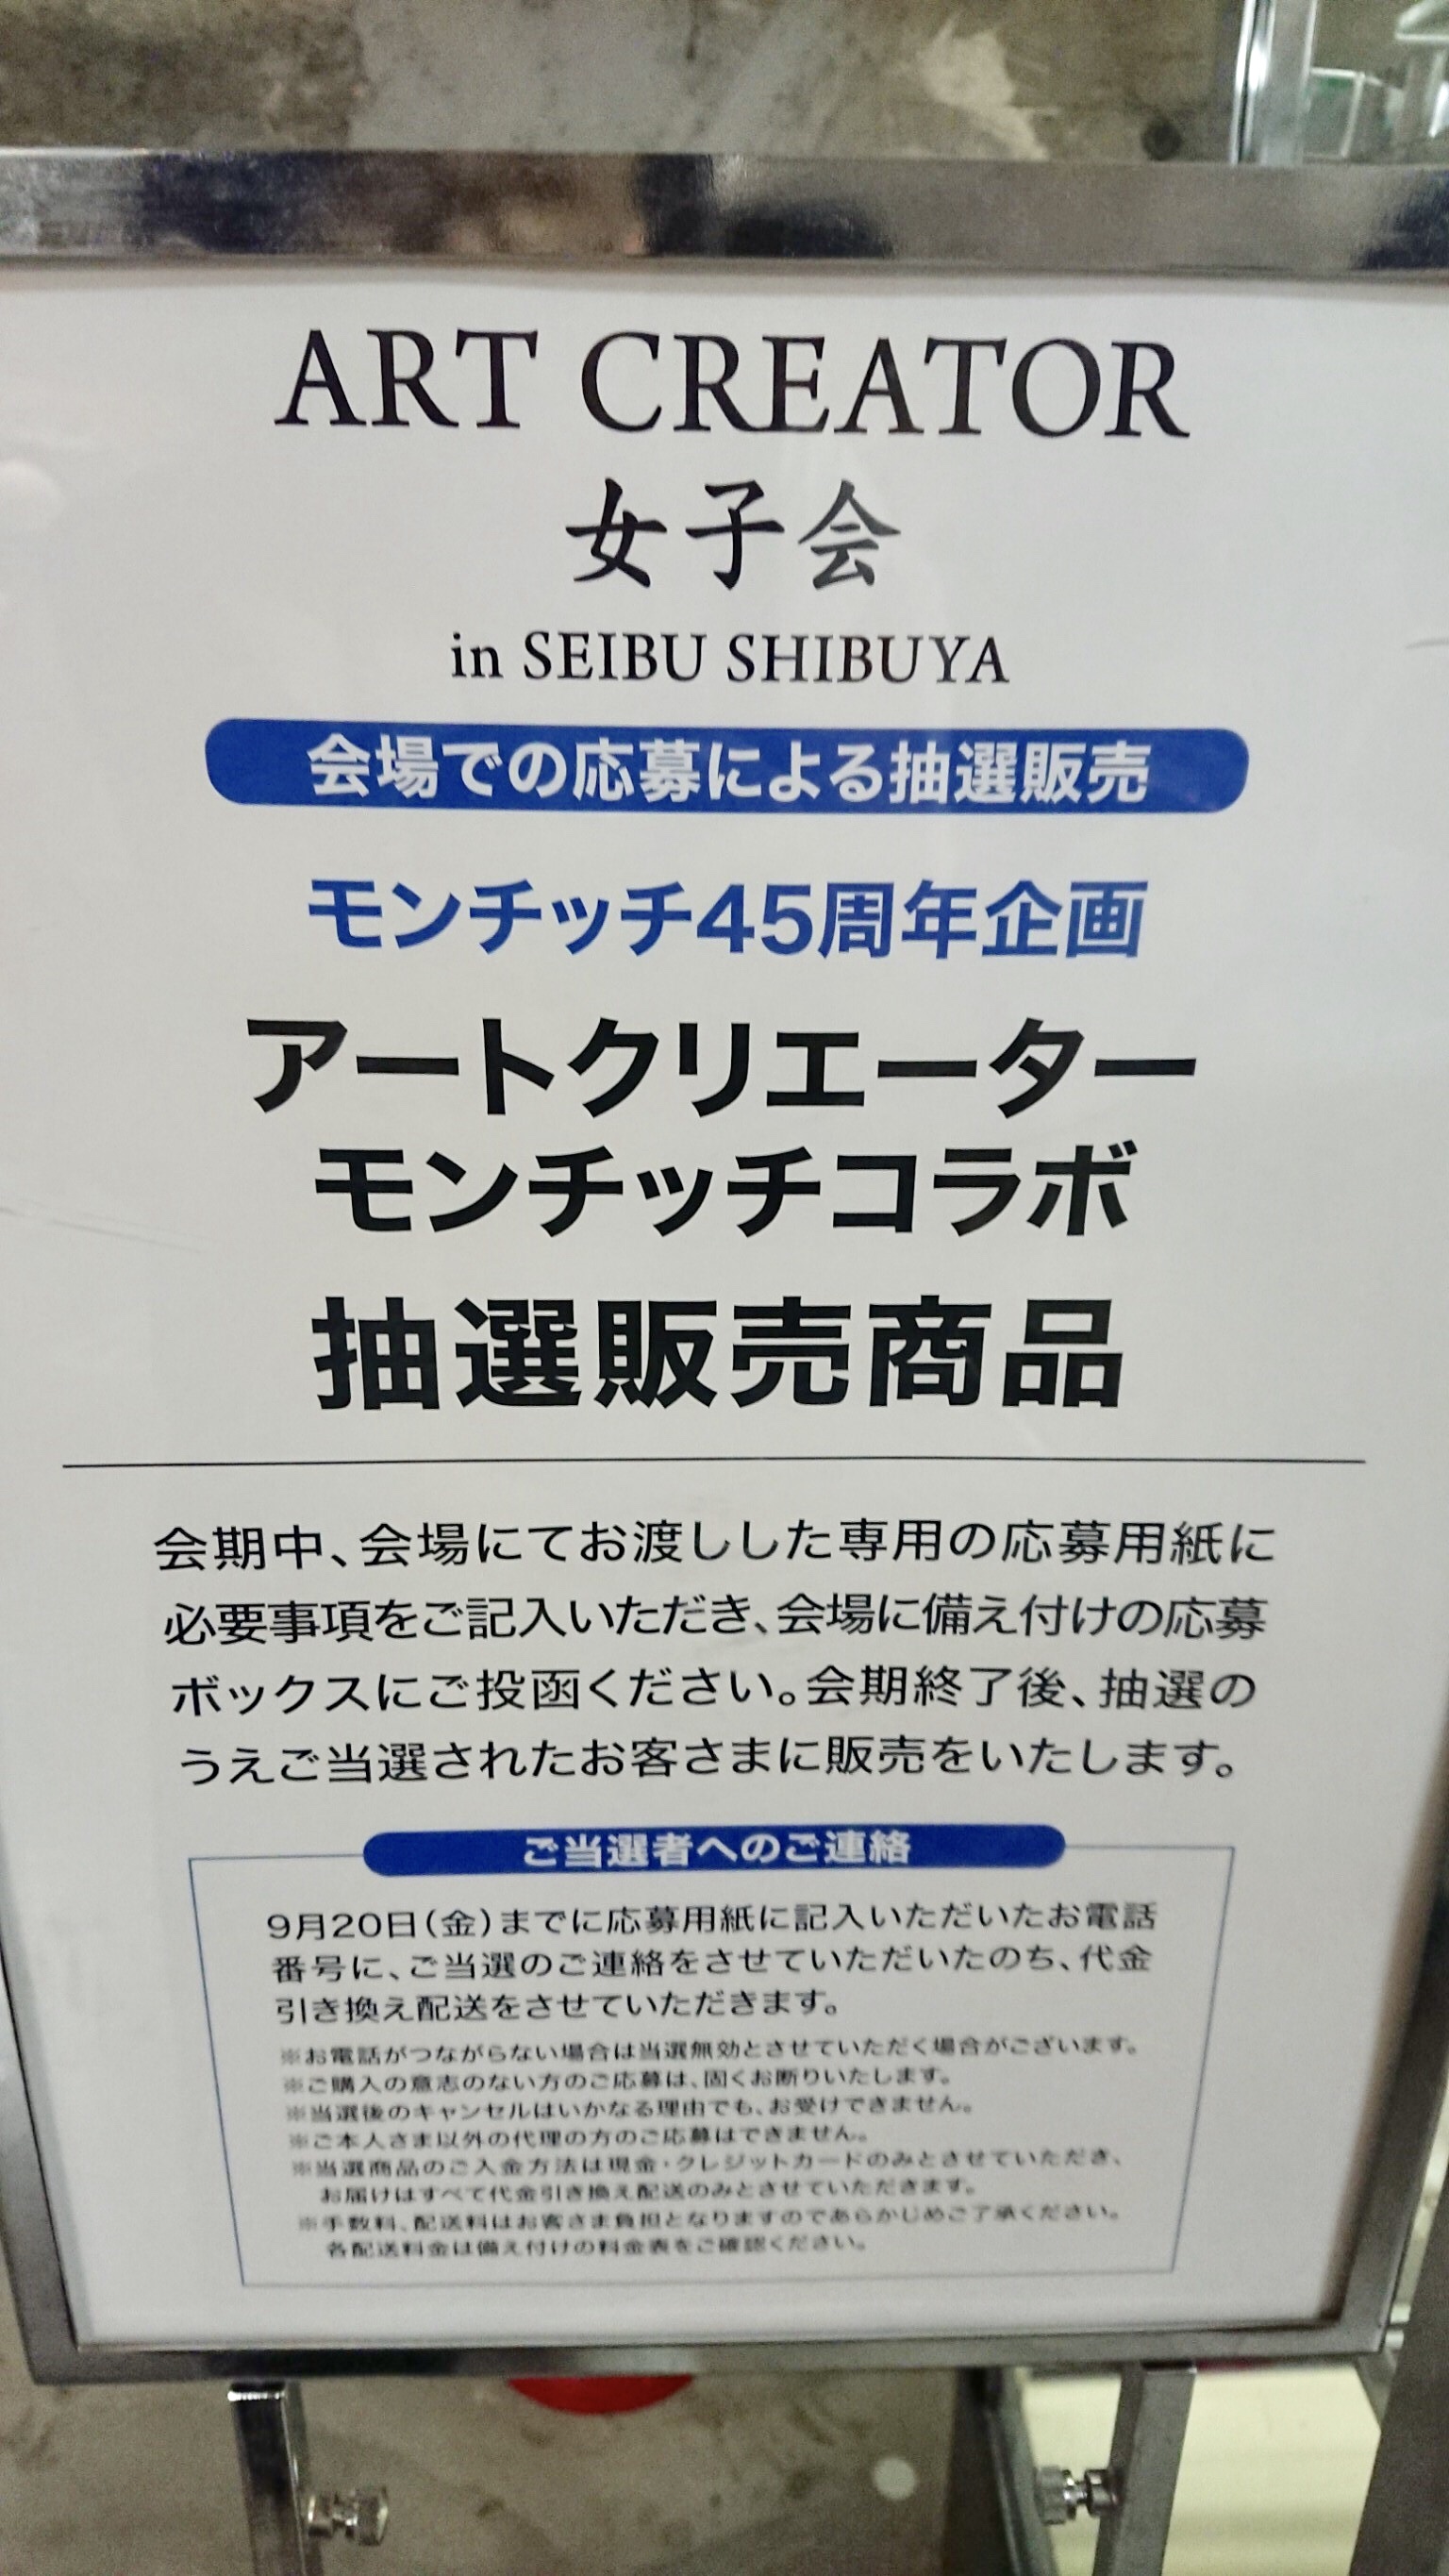 ART CREATOR
女子会
in SEIBU SHIBUYA
会場での応募による抽選販売
モンチッチ45周年企画
アートクリエーター
モンチッチコラボ
抽選販売商品
会期中、会場にてお渡しした専用の応募用紙に
必要事項をご記入いただき、会場に備え付けの応募
ボックスにご投函ください。会期終了後、抽選の
うえご当選されたお客さまに販売をいたします。
ご当選者へのご連絡
9月20日(金)までに応募用紙に記入いただいたお電話
番号に、ご当選のご連絡をさせていただいたのち、代金
引き換え配送をさせていただきます。
※お電話がつながらない場合は当選無効とさせていただく場合がございます。
※ご購入の意志のない方のご応募は、固くお断りいたします。
※当選後のキャンセルはいかなる理由でも、お受けできません。
※ご本人さま以外の代理の方のご応募はできません。
※当選商品のご入金方法は現金・クレジットカードのみとさせていただき、
お届けはすべて代金引き換え配送のみとさせていただきます。
※手数料、配送料はお客さま負担となりますのであらかじめご了承ください。
各配送料金は備え付けの料金表をご確認ください。